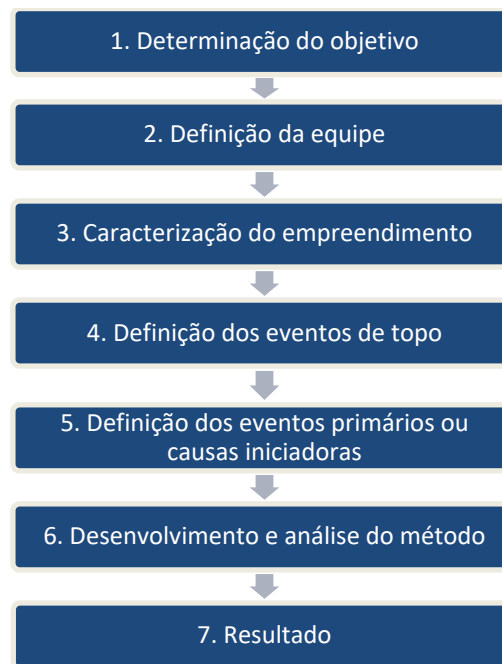 1. Determinação do objetivo
2. Definição da equipe
3. Caracterização do empreendimento
4. Definição dos eventos de topo
5. Definição dos eventos primários ou
causas iniciadoras
6. Desenvolvimento e análise do método
7. Resultado